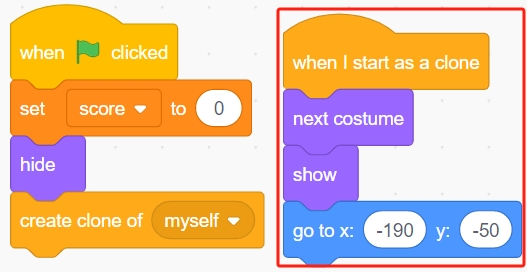 when clicked
set score to 0
hide
create clone of myself
when I start as a clone
next costume
show
go to x: -190 y: -50